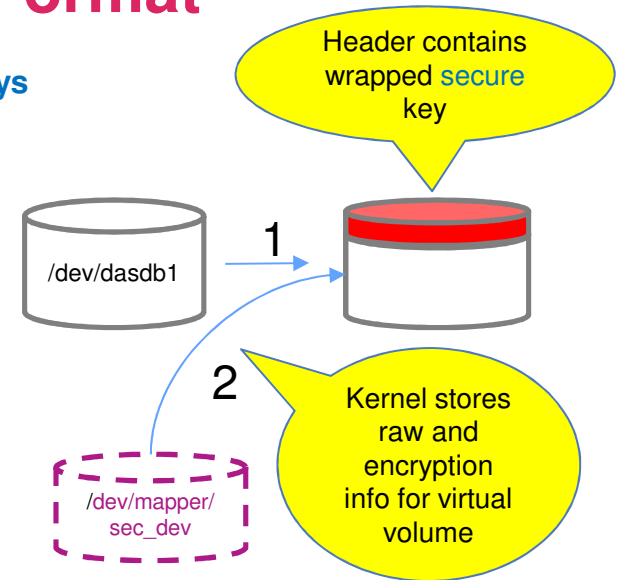 ormat
ys
Header contains
wrapped secure
key
/dev/dasdb1
1
2
Kernel stores
raw and
encryption
info for virtual
volume
/dev/mapper/
sec_dev